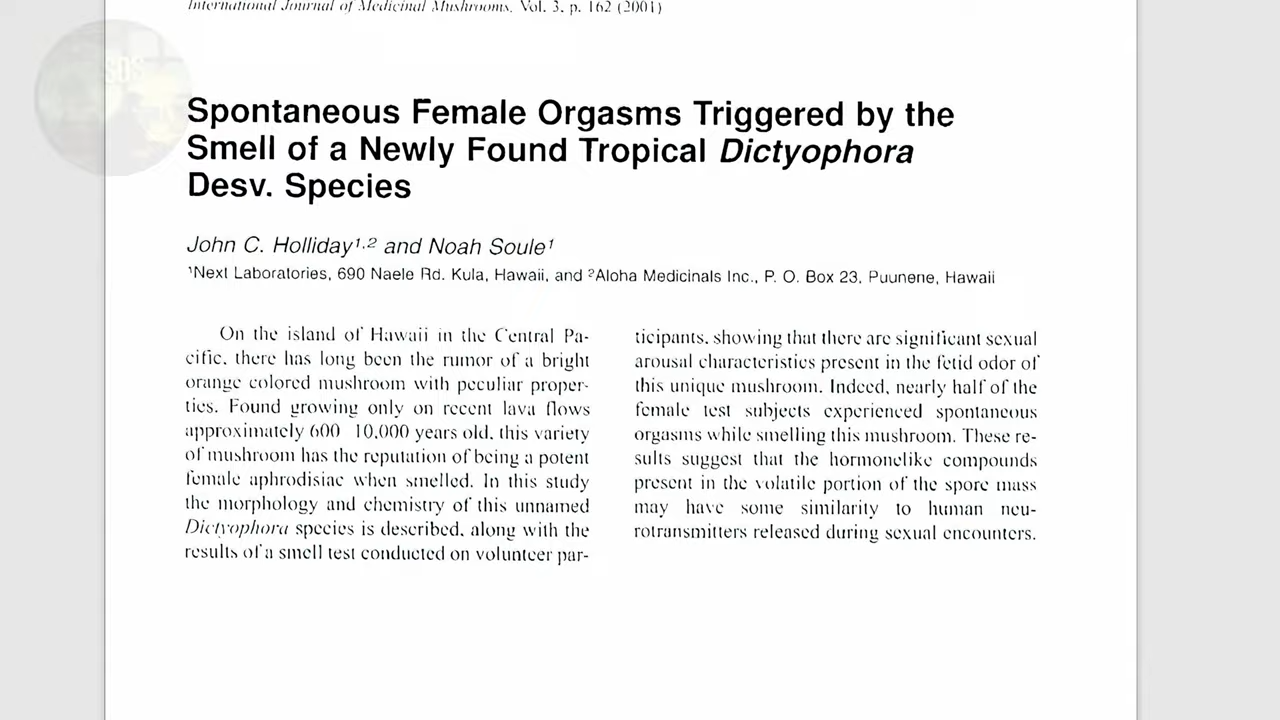 International Journal of Medicinal Mushrooms, Vol. 3, p. 162 (2001)
SOS
Spontaneous Female Orgasms Triggered by the
Smell of a Newly Found Tropical Dictyophora
Desv. Species
John C. Holliday1,2 and Noah Soule1
1Next Laboratories, 690 Naele Rd. Kula, Hawaii, and 2Aloha Medicinals Inc., P. O. Box 23, Puunene, Hawaii
On the island of Hawaii in the Central Pa-
cific, there has long been the rumor of a bright
orange colored mushroom with peculiar proper-
ties. Found growing only on recent lava flows
approximately 600 10,000 years old, this variety
of mushroom has the reputation of being a potent
female aphrodisiac when smelled. In this study
the morphology and chemistry of this unnamed
Dictyophora species is described, along with the
results of a smell test conducted on volunteer par-
ticipants, showing that there are significant sexual
arousal characteristics present in the fetid odor of
this unique mushroom. Indeed, nearly half of the
female test subjects experienced spontaneous
orgasms while smelling this mushroom. These re-
sults suggest that the hormonelike compounds
present in the volatile portion of the spore mass
may have some similarity to human neu-
rotransmitters released during sexual encounters.